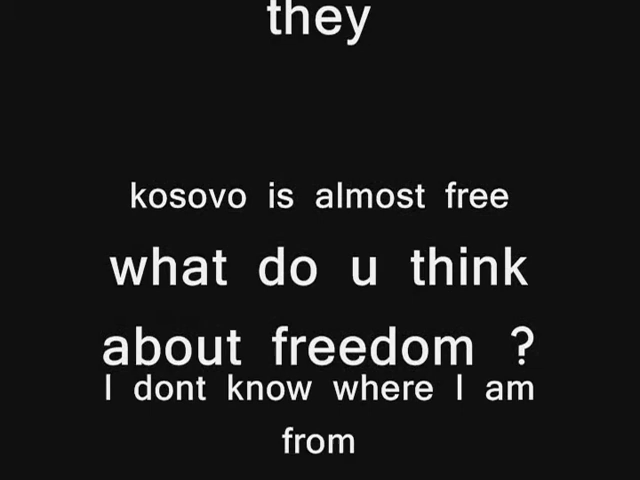 they
kosovo is almost free
what do u think
about freedom ?
I dont know where I am
from